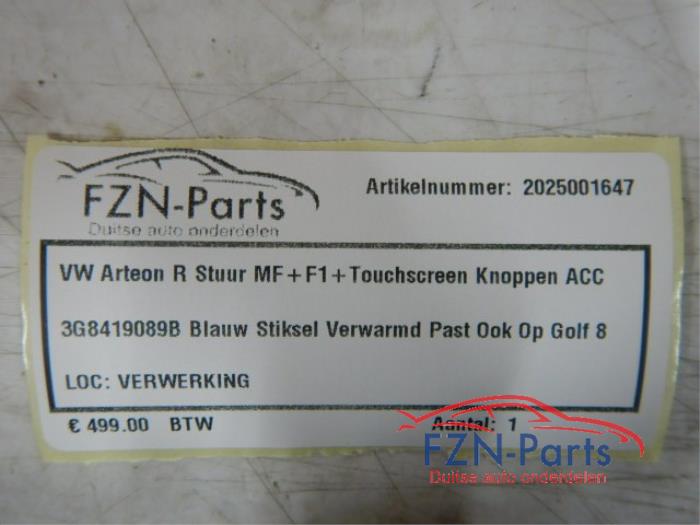 FZN-Parts
Duitse auto onderdelen
Artikelnummer: 2025001647
VW Arteon R Stuur MF+F1+Touchscreen Knoppen ACC
3G8419089B Blauw Stiksel Verwarmd Past Ook Op Golf 8
LOC: VERWERKING
€ 499.00 BTW
Aantal: 1
FZN-Parts
Duitse auto onderdelen